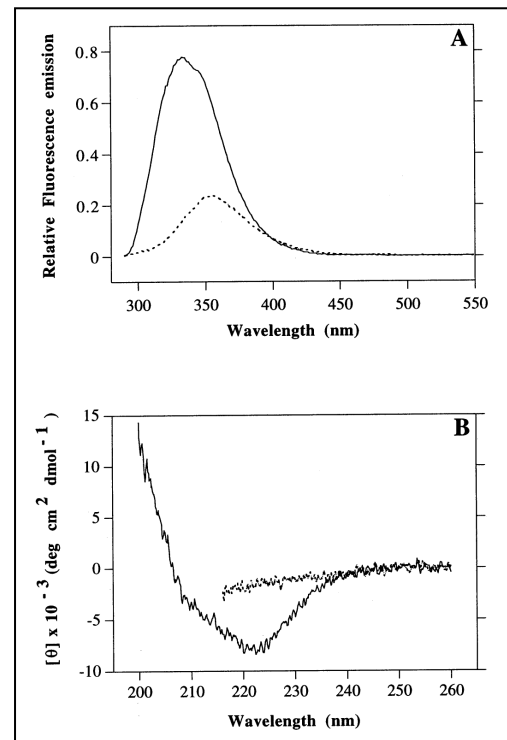 A
Relative Fluorescence emission
0.8
0.6
0.4
0.2
0
300 350 400 450 500 550
Wavelength (nm)
B
[θ] x 10⁻³ (deg cm² dmol⁻¹)
15
10
5
0
-5
-10
200 210 220 230 240 250 260
Wavelength (nm)